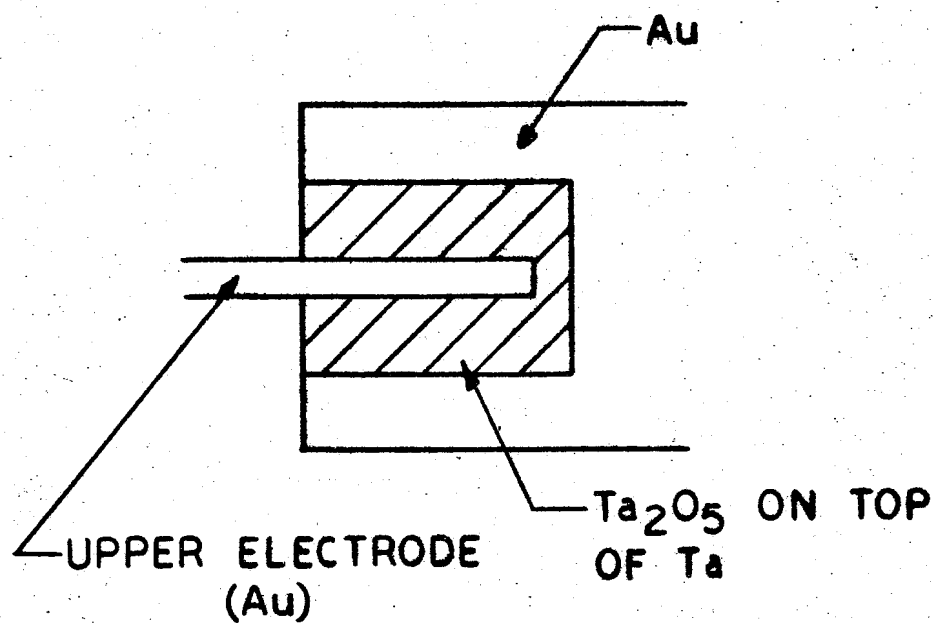 Au
Ta₂O₅ ON TOP
OF Ta
UPPER ELECTRODE
(Au)